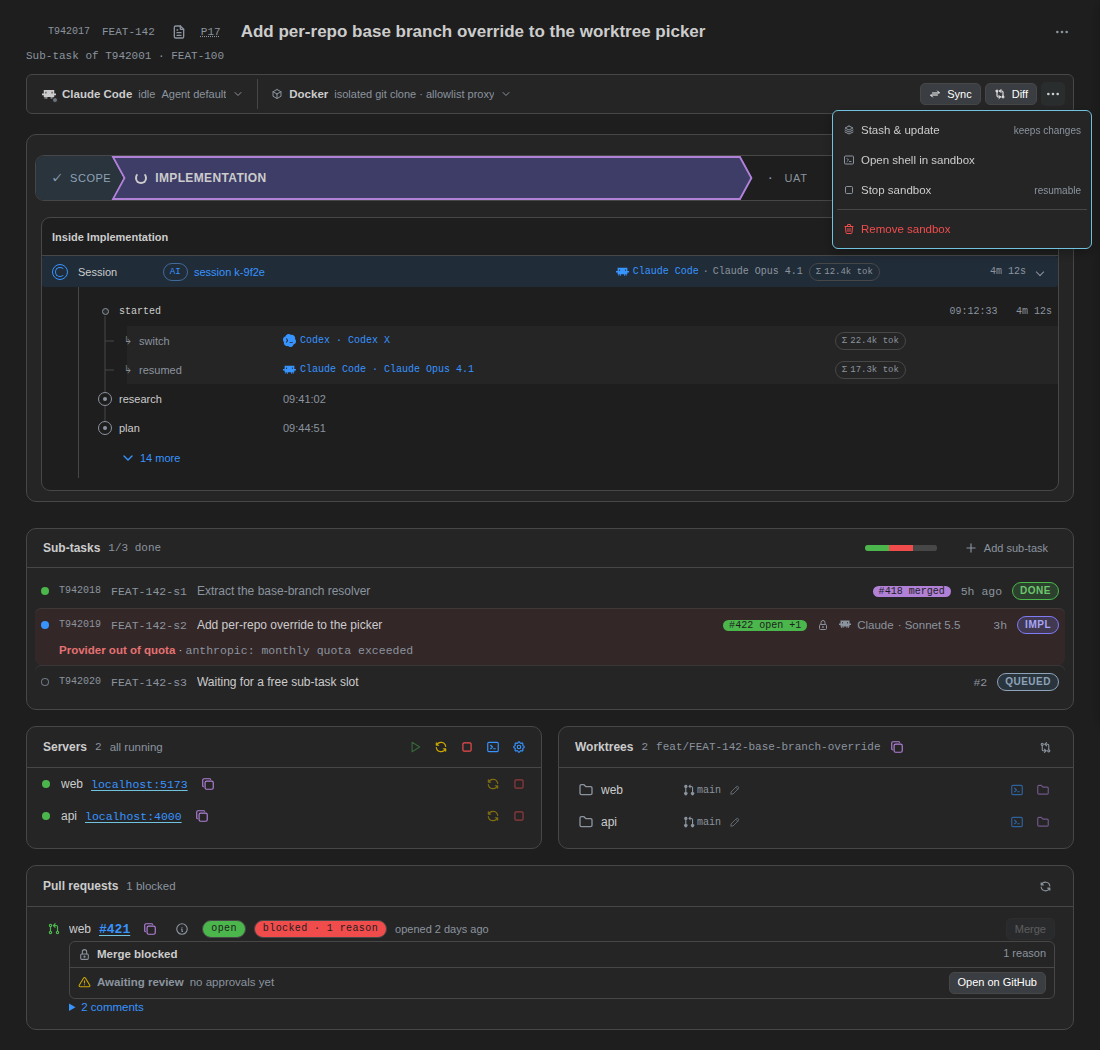 T942017 FEAT-142 P17 Add per-repo base branch override to the worktree picker
Sub-task of T942001 · FEAT-100
Claude Code idle Agent default Docker isolated git clone · allowlist proxy Sync Diff
Stash & update keeps changes
Open shell in sandbox
Stop sandbox resumable
Remove sandbox
SCOPE IMPLEMENTATION · UAT
Inside Implementation
Session AI session k-9f2e Claude Code · Claude Opus 4.1 Σ 12.4k tok 4m 12s
started 09:12:33 4m 12s
↳ switch Codex · Codex X Σ 22.4k tok
↳ resumed Claude Code · Claude Opus 4.1 Σ 17.3k tok
research 09:41:02
plan 09:44:51
14 more
Sub-tasks 1/3 done Add sub-task
T942018 FEAT-142-s1 Extract the base-branch resolver #418 merged 5h ago DONE
T942019 FEAT-142-s2 Add per-repo override to the picker #422 open +1 Claude · Sonnet 5.5 3h IMPL
Provider out of quota · anthropic: monthly quota exceeded
T942020 FEAT-142-s3 Waiting for a free sub-task slot #2 QUEUED
Servers 2 all running
web localhost:5173
api localhost:4000
Worktrees 2 feat/FEAT-142-base-branch-override
web main
api main
Pull requests 1 blocked
web #421 open blocked · 1 reason opened 2 days ago Merge
Merge blocked 1 reason
Awaiting review no approvals yet Open on GitHub
2 comments